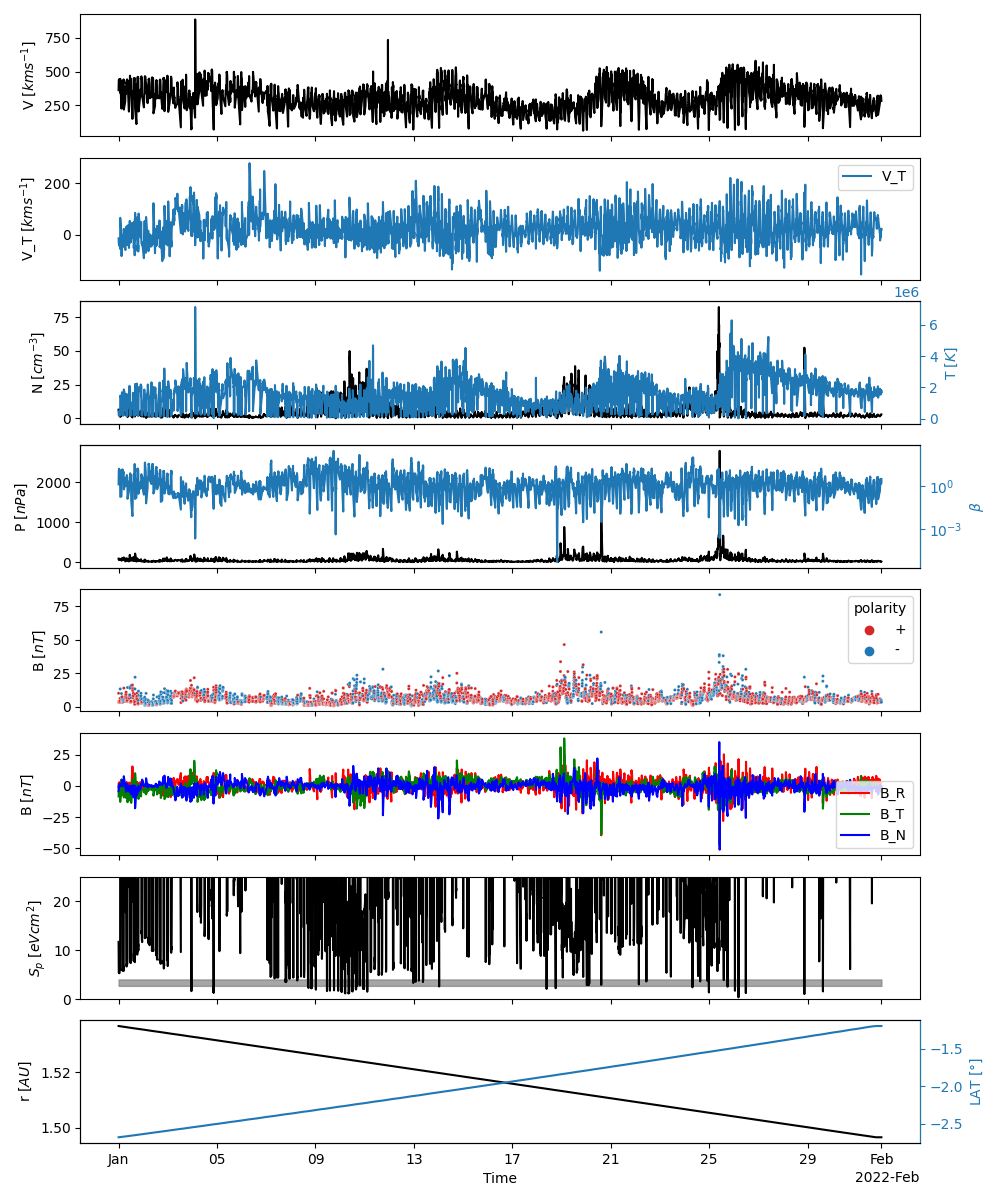 V [kms⁻¹]
750
500
250
V_T [kms⁻¹]
200
0
V_T
1e6
N [cm⁻³]
75
50
25
0
T [K]
6
4
2
0
P [nPa]
2000
1000
0
β
10⁰
10⁻³
B [nT]
75
50
25
0
polarity
+
-
B [nT]
25
0
−25
−50
B_R
B_T
B_N
Sₚ [eVcm²]
20
10
0
r [AU]
1.52
1.50
LAT [°]
−1.5
−2.0
−2.5
Jan 05 09 13 17 21 25 29 Feb
Time
2022-Feb